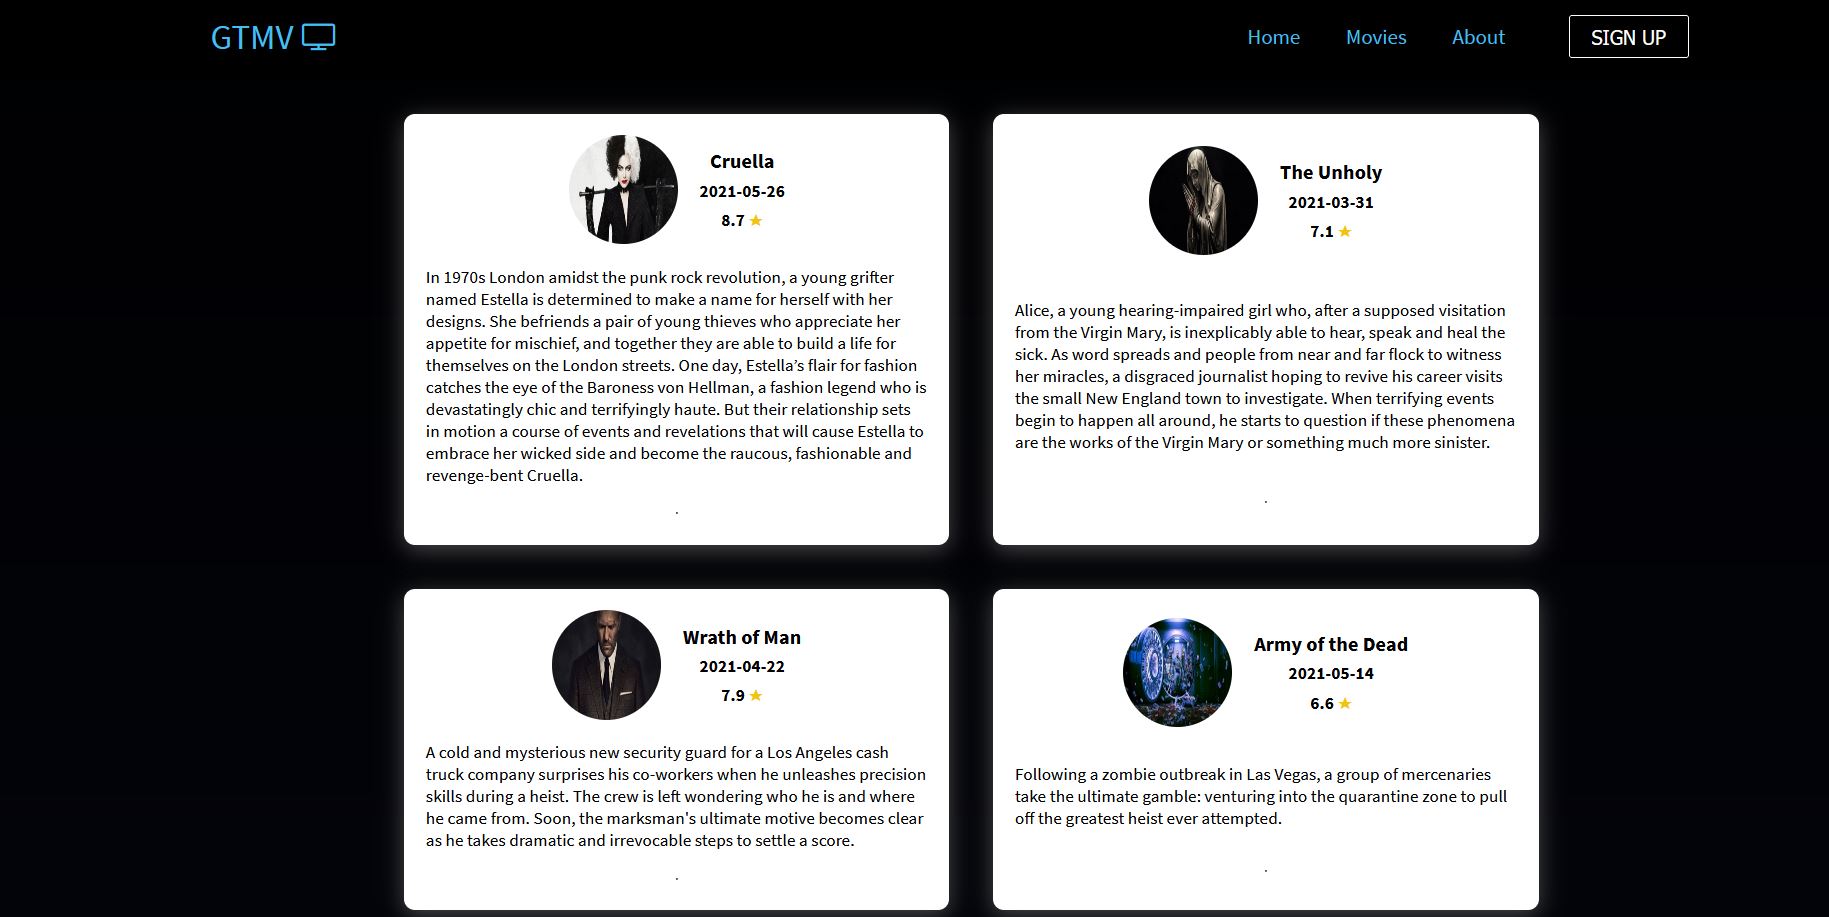 GTMV
Home Movies About SIGN UP
Cruella
2021-05-26
8.7 ★
In 1970s London amidst the punk rock revolution, a young grifter
named Estella is determined to make a name for herself with her
designs. She befriends a pair of young thieves who appreciate her
appetite for mischief, and together they are able to build a life for
themselves on the London streets. One day, Estella’s flair for fashion
catches the eye of the Baroness von Hellman, a fashion legend who is
devastatingly chic and terrifyingly haute. But their relationship sets
in motion a course of events and revelations that will cause Estella to
embrace her wicked side and become the raucous, fashionable and
revenge-bent Cruella.
.
The Unholy
2021-03-31
7.1 ★
Alice, a young hearing-impaired girl who, after a supposed visitation
from the Virgin Mary, is inexplicably able to hear, speak and heal the
sick. As word spreads and people from near and far flock to witness
her miracles, a disgraced journalist hoping to revive his career visits
the small New England town to investigate. When terrifying events
begin to happen all around, he starts to question if these phenomena
are the works of the Virgin Mary or something much more sinister.
.
Wrath of Man
2021-04-22
7.9 ★
A cold and mysterious new security guard for a Los Angeles cash
truck company surprises his co-workers when he unleashes precision
skills during a heist. The crew is left wondering who he is and where
he came from. Soon, the marksman's ultimate motive becomes clear
as he takes dramatic and irrevocable steps to settle a score.
.
Army of the Dead
2021-05-14
6.6 ★
Following a zombie outbreak in Las Vegas, a group of mercenaries
take the ultimate gamble: venturing into the quarantine zone to pull
off the greatest heist ever attempted.
.